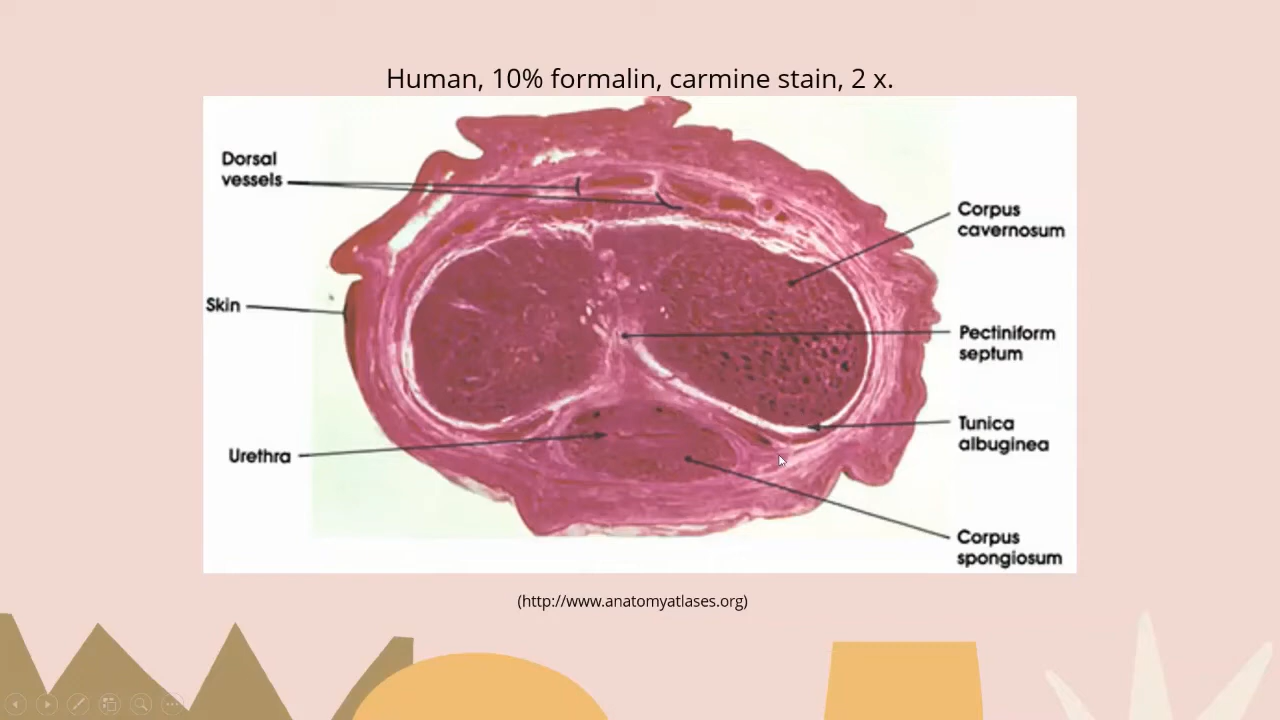 Human, 10% formalin, carmine stain, 2 x.
Dorsal
vessels
Corpus
cavernosum
Skin
Pectiniform
septum
Tunica
albuginea
Urethra
Corpus
spongiosum
(http://www.anatomyatlases.org)